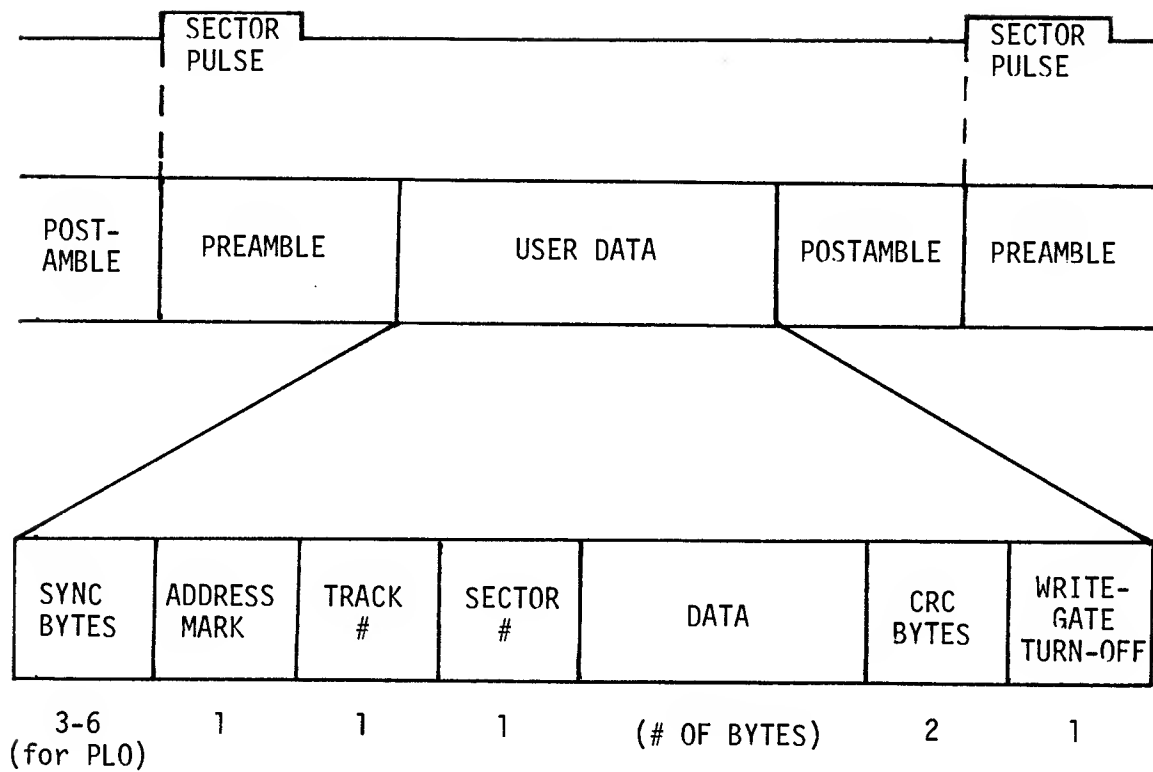 SECTOR
PULSE
SECTOR
PULSE
POST-
AMBLE
PREAMBLE
USER DATA
POSTAMBLE
PREAMBLE
SYNC
BYTES
ADDRESS
MARK
TRACK
#
SECTOR
#
DATA
CRC
BYTES
WRITE-
GATE
TURN-OFF
3-6
(for PLO)
1
1
1
(# OF BYTES)
2
1